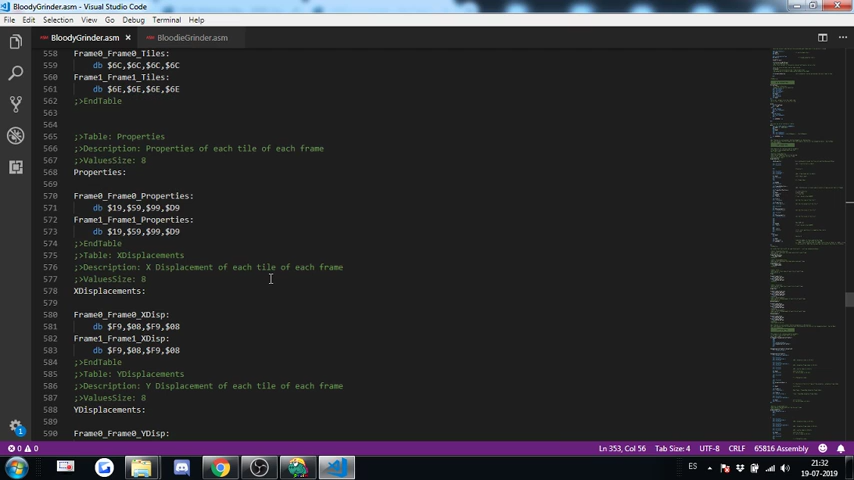 BloodyGrinder.asm - Visual Studio Code
File Edit Selection View Go Debug Terminal Help
BloodyGrinder.asm × BloodieGrinder.asm
558 Frame0_Frame0_Tiles:
559 db $6C,$6C,$6C,$6C
560 Frame1_Frame1_Tiles:
561 db $6E,$6E,$6E,$6E
562 ;>EndTable
563
564
565 ;>Table: Properties
566 ;>Description: Properties of each tile of each frame
567 ;>ValuesSize: 8
568 Properties:
569
570 Frame0_Frame0_Properties:
571 db $19,$59,$99,$D9
572 Frame1_Frame1_Properties:
573 db $19,$59,$99,$D9
574 ;>EndTable
575 ;>Table: XDisplacements
576 ;>Description: X Displacement of each tile of each frame
577 ;>ValuesSize: 8
578 XDisplacements:
579
580 Frame0_Frame0_XDisp:
581 db $F9,$08,$F9,$08
582 Frame1_Frame1_XDisp:
583 db $F9,$08,$F9,$08
584 ;>EndTable
585 ;>Table: YDisplacements
586 ;>Description: Y Displacement of each tile of each frame
587 ;>ValuesSize: 8
588 YDisplacements:
589
590 Frame0_Frame0_YDisp:
0 0 Ln 353, Col 56 Tab Size: 4 UTF-8 CRLF 65816 Assembly 1
ES 21:32
19-07-2019